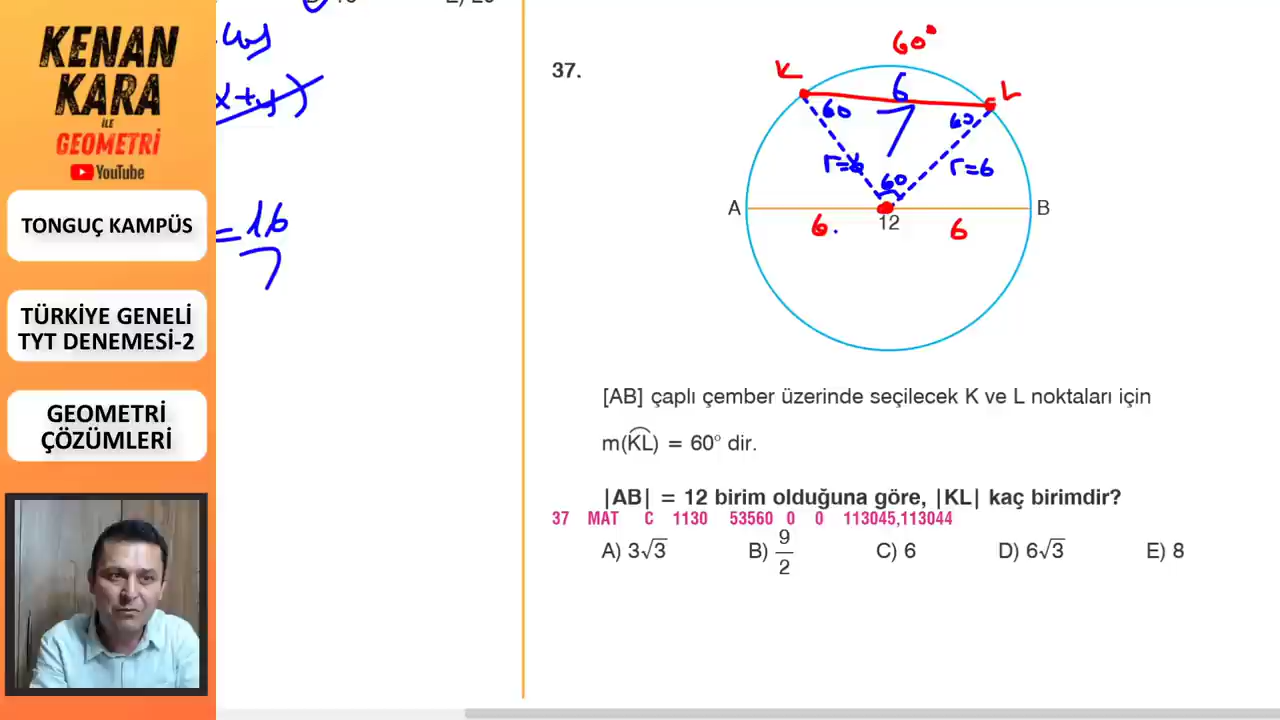 KENAN
KARA
İLE
GEOMETRİ
YouTube
TONGUÇ KAMPÜS
TÜRKİYE GENELİ
TYT DENEMESİ-2
GEOMETRİ
ÇÖZÜMLERİ
x+y)
=16
37.
60°
K
6
L
60
60
r=6
r=6
60
A
12
B
6.
6
[AB] çaplı çember üzerinde seçilecek K ve L noktaları için
m(KL) = 60° dir.
|AB| = 12 birim olduğuna göre, |KL| kaç birimdir?
37 MAT C 1130 53560 0 0 113045,113044
A) 3√3 B) 9/2 C) 6 D) 6√3 E) 8